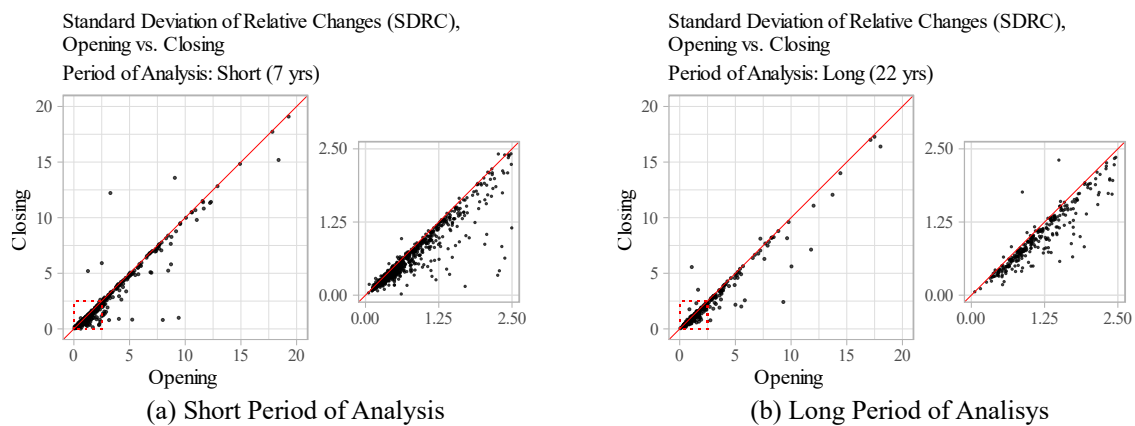 Standard Deviation of Relative Changes (SDRC),
Opening vs. Closing
Period of Analysis: Short (7 yrs)
20
15
10
5
0
Closing
0 5 10 15 20
Opening
2.50
1.25
0.00
0.00 1.25 2.50
(a) Short Period of Analysis
Standard Deviation of Relative Changes (SDRC),
Opening vs. Closing
Period of Analysis: Long (22 yrs)
20
15
10
5
0
Closing
0 5 10 15 20
Opening
2.50
1.25
0.00
0.00 1.25 2.50
(b) Long Period of Analisys